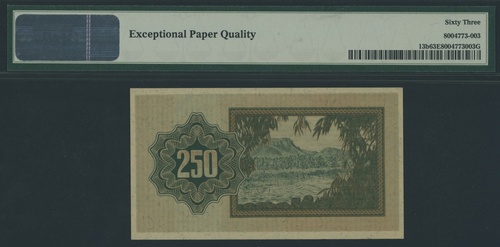 Exceptional Paper Quality
Sixty Three
8004773-003
13b63E8004773003G
250